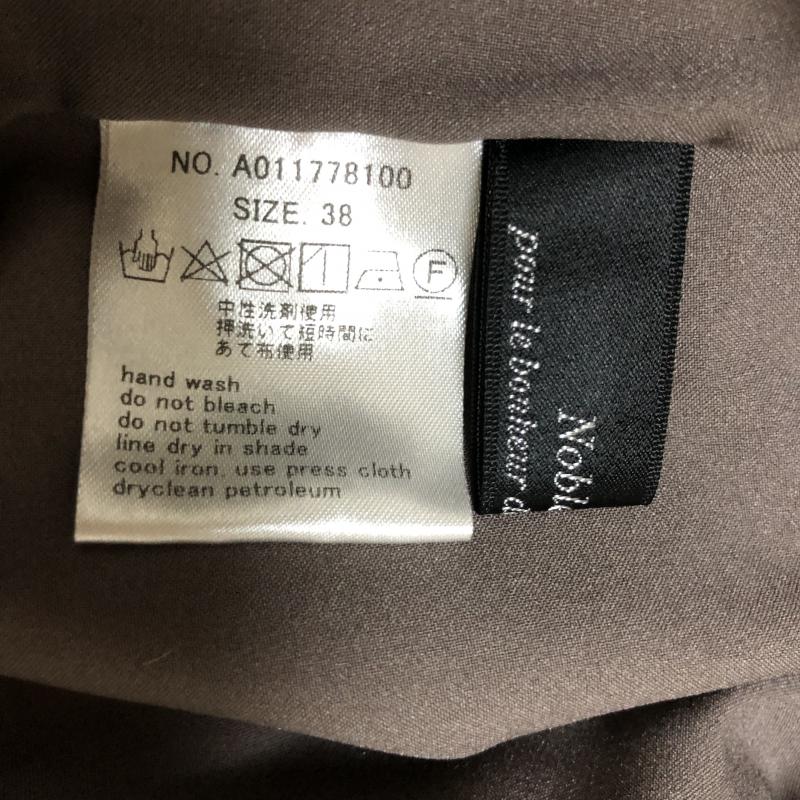 NO. A011778100
SIZE. 38
F
中性洗剤使用
押洗いで短時間に
あて布使用
hand wash
do not bleach
do not tumble dry
line dry in shade
cool iron, use press cloth
dryclean petroleum
Noble
pour le bonheur d